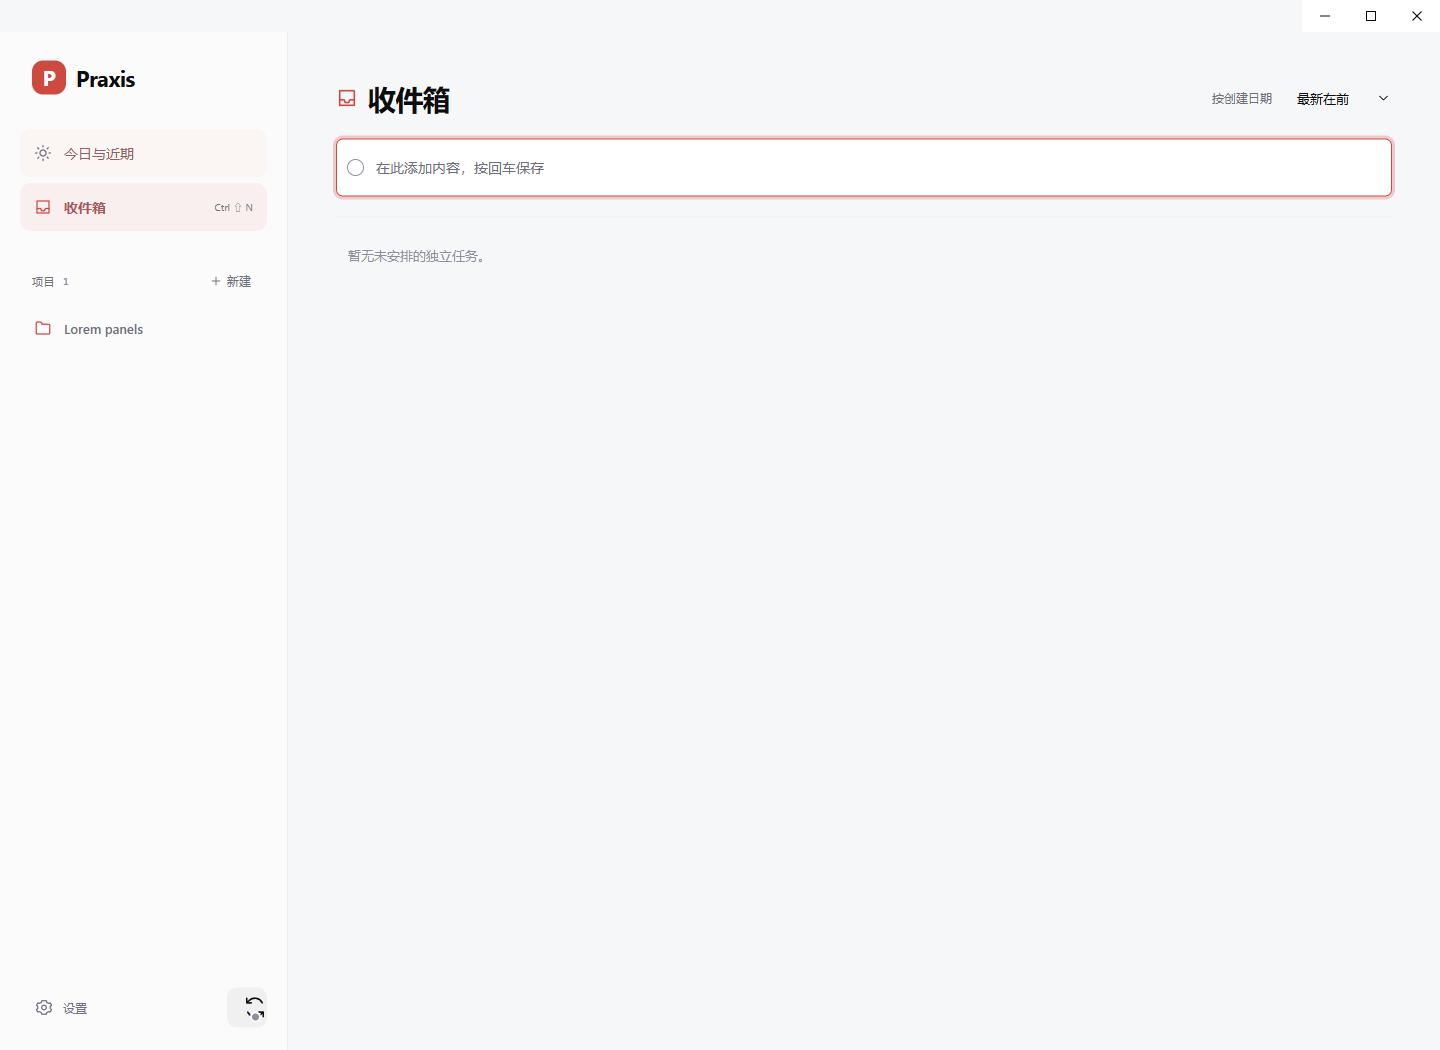 P Praxis
今日与近期
收件箱 Ctrl ⇧ N
项目 1 + 新建
Lorem panels
设置
收件箱
按创建日期 最新在前
在此添加内容，按回车保存
暂无未安排的独立任务。